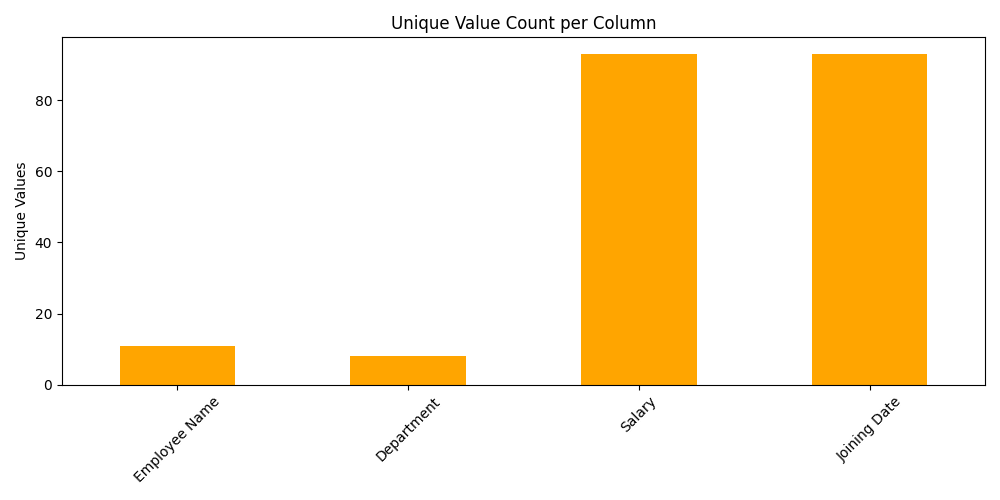 Unique Value Count per Column
Unique Values
80
60
40
20
0
Employee Name
Department
Salary
Joining Date